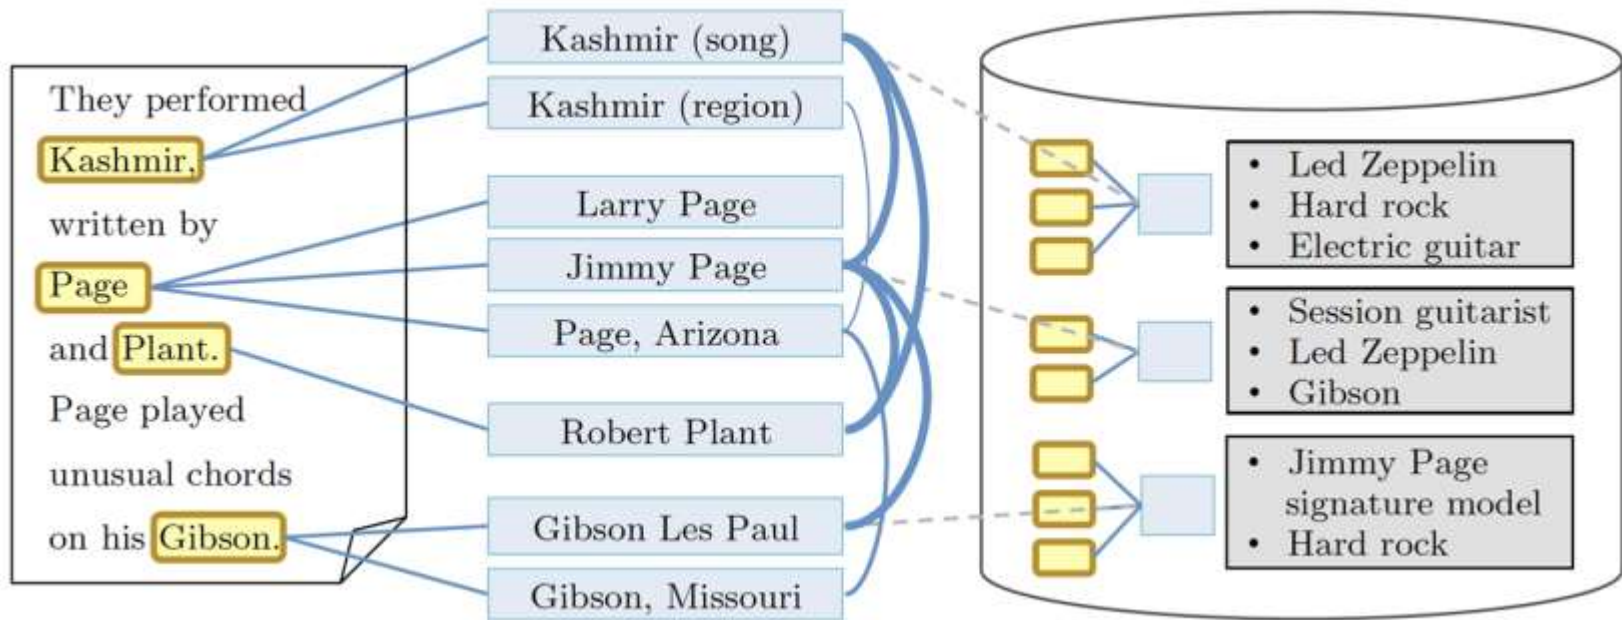 They performed
Kashmir,
written by
Page
and Plant.
Page played
unusual chords
on his Gibson.
Kashmir (song)
Kashmir (region)
Larry Page
Jimmy Page
Page, Arizona
Robert Plant
Gibson Les Paul
Gibson, Missouri
• Led Zeppelin
• Hard rock
• Electric guitar
• Session guitarist
• Led Zeppelin
• Gibson
• Jimmy Page
signature model
• Hard rock